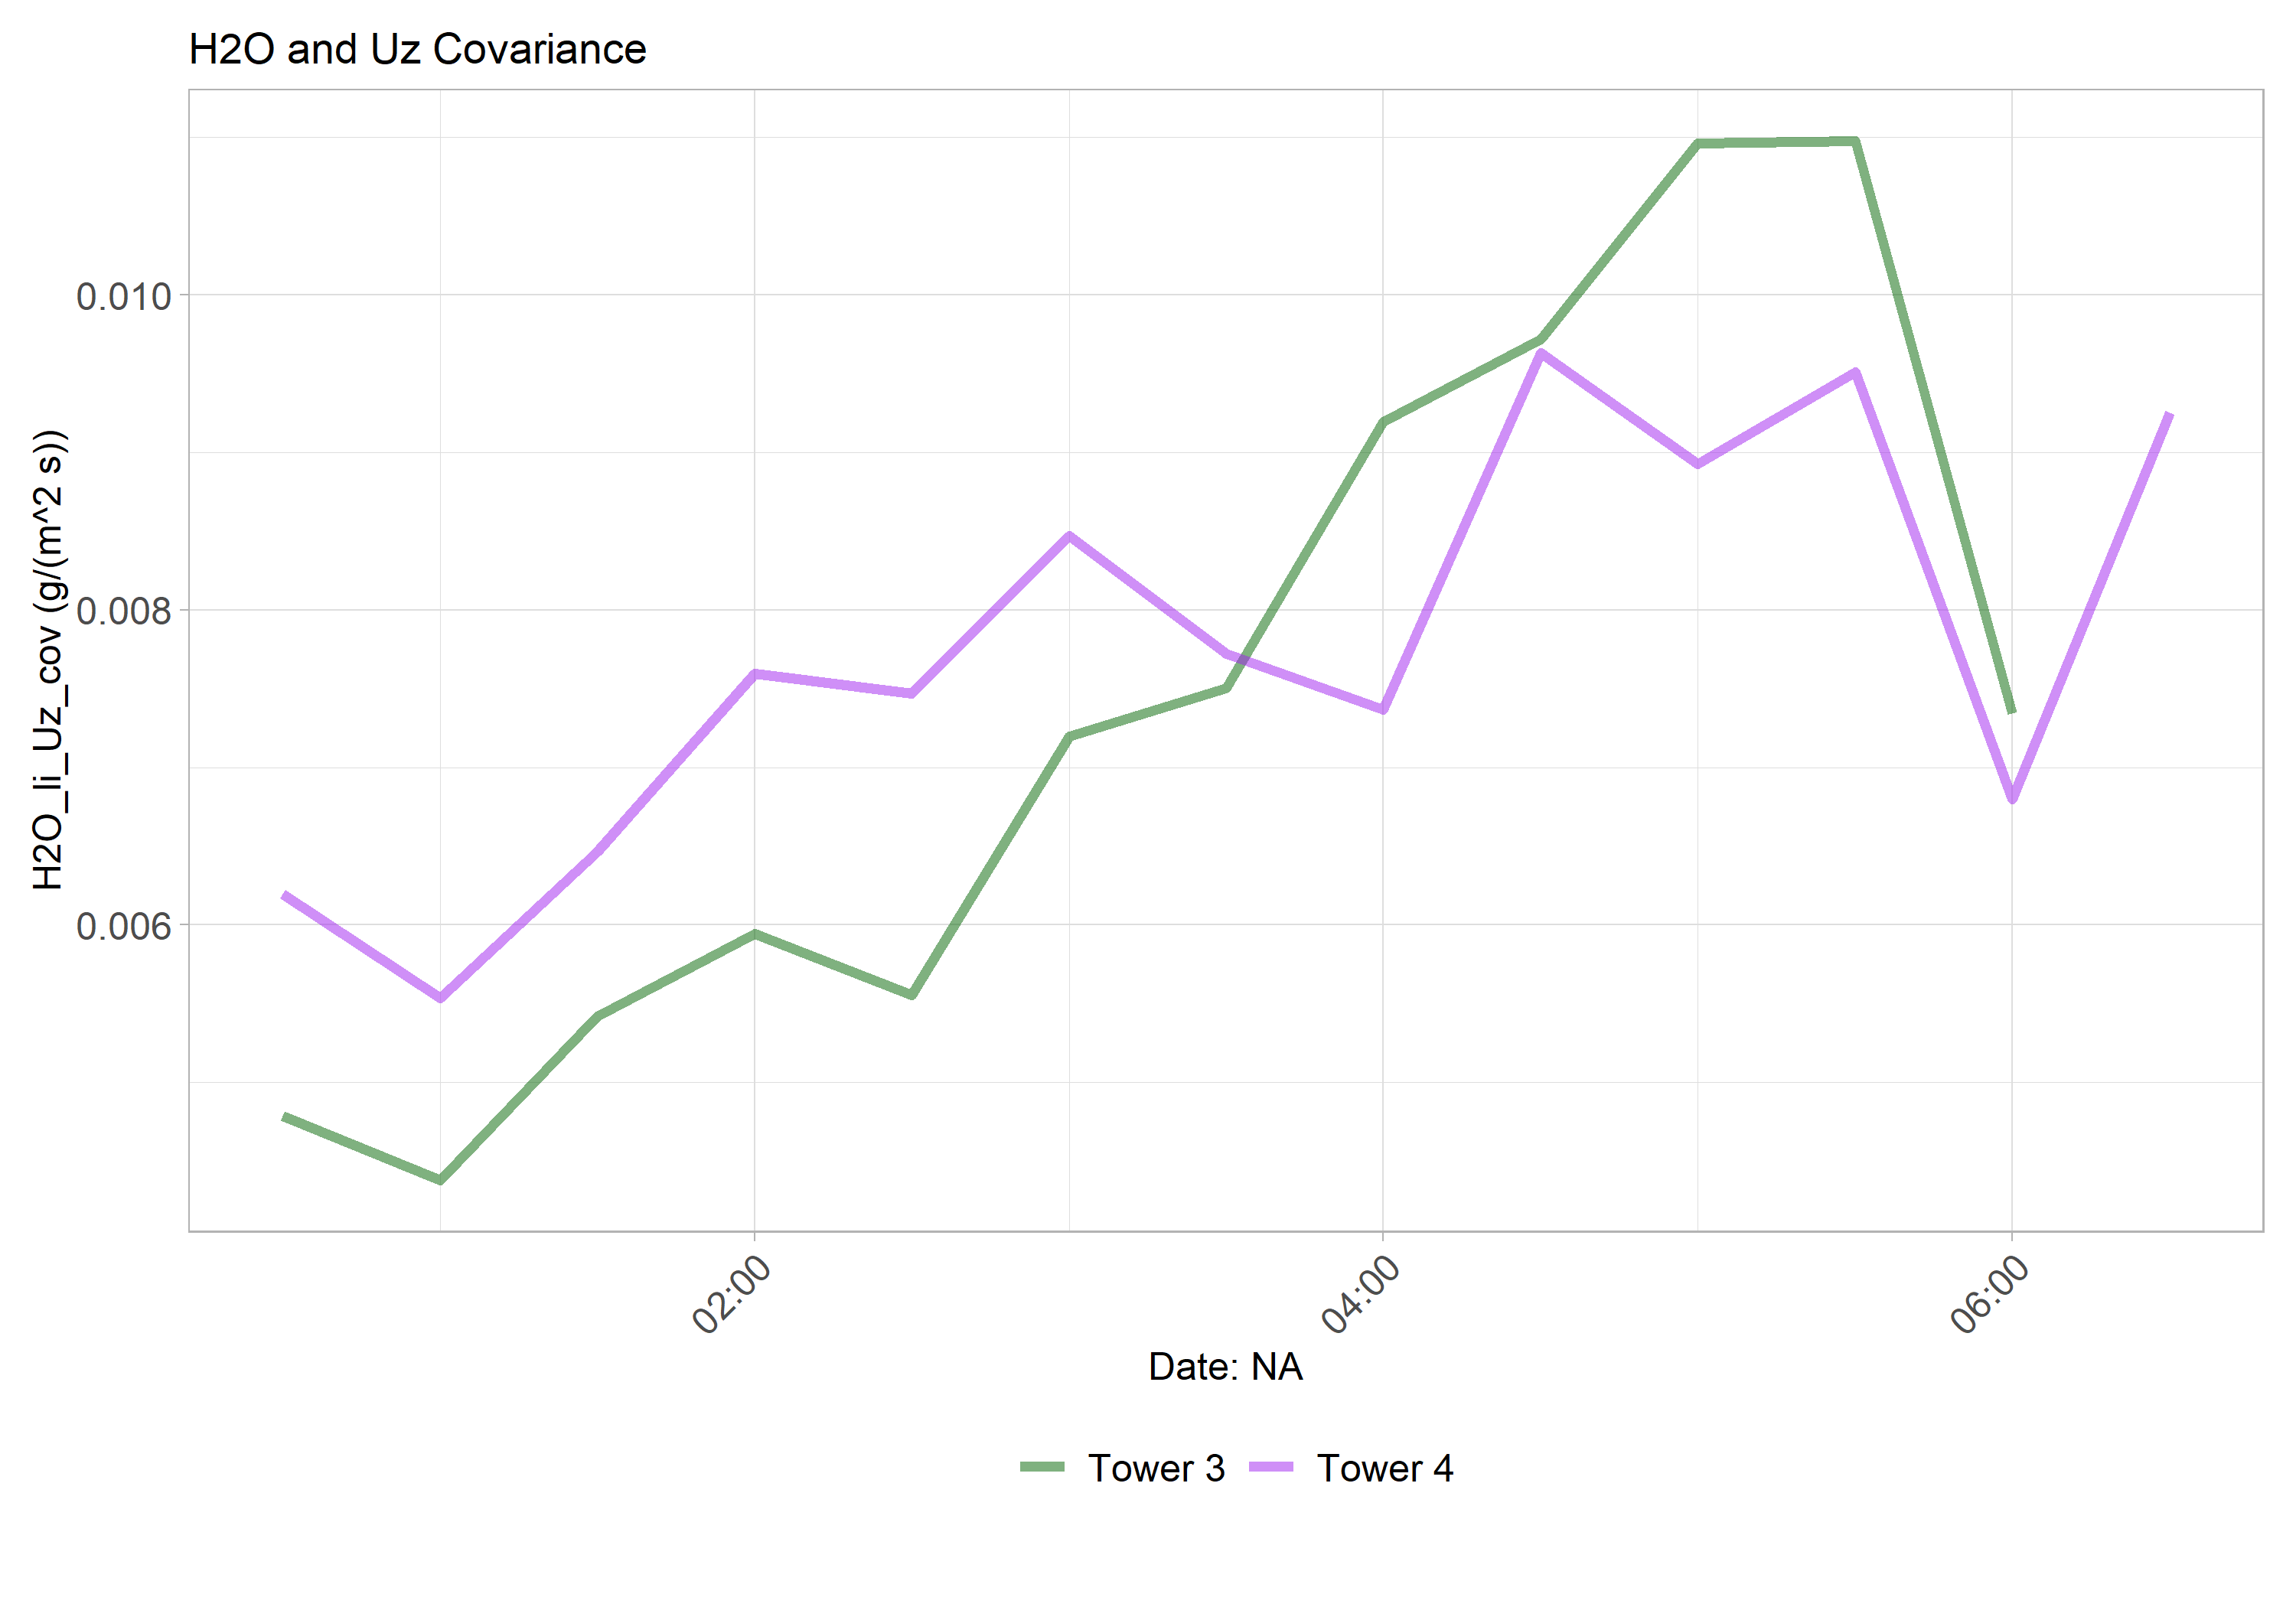 H2O and Uz Covariance
H2O_li_Uz_cov (g/(m^2 s))
0.010
0.008
0.006
02:00
04:00
06:00
Date: NA
Tower 3
Tower 4